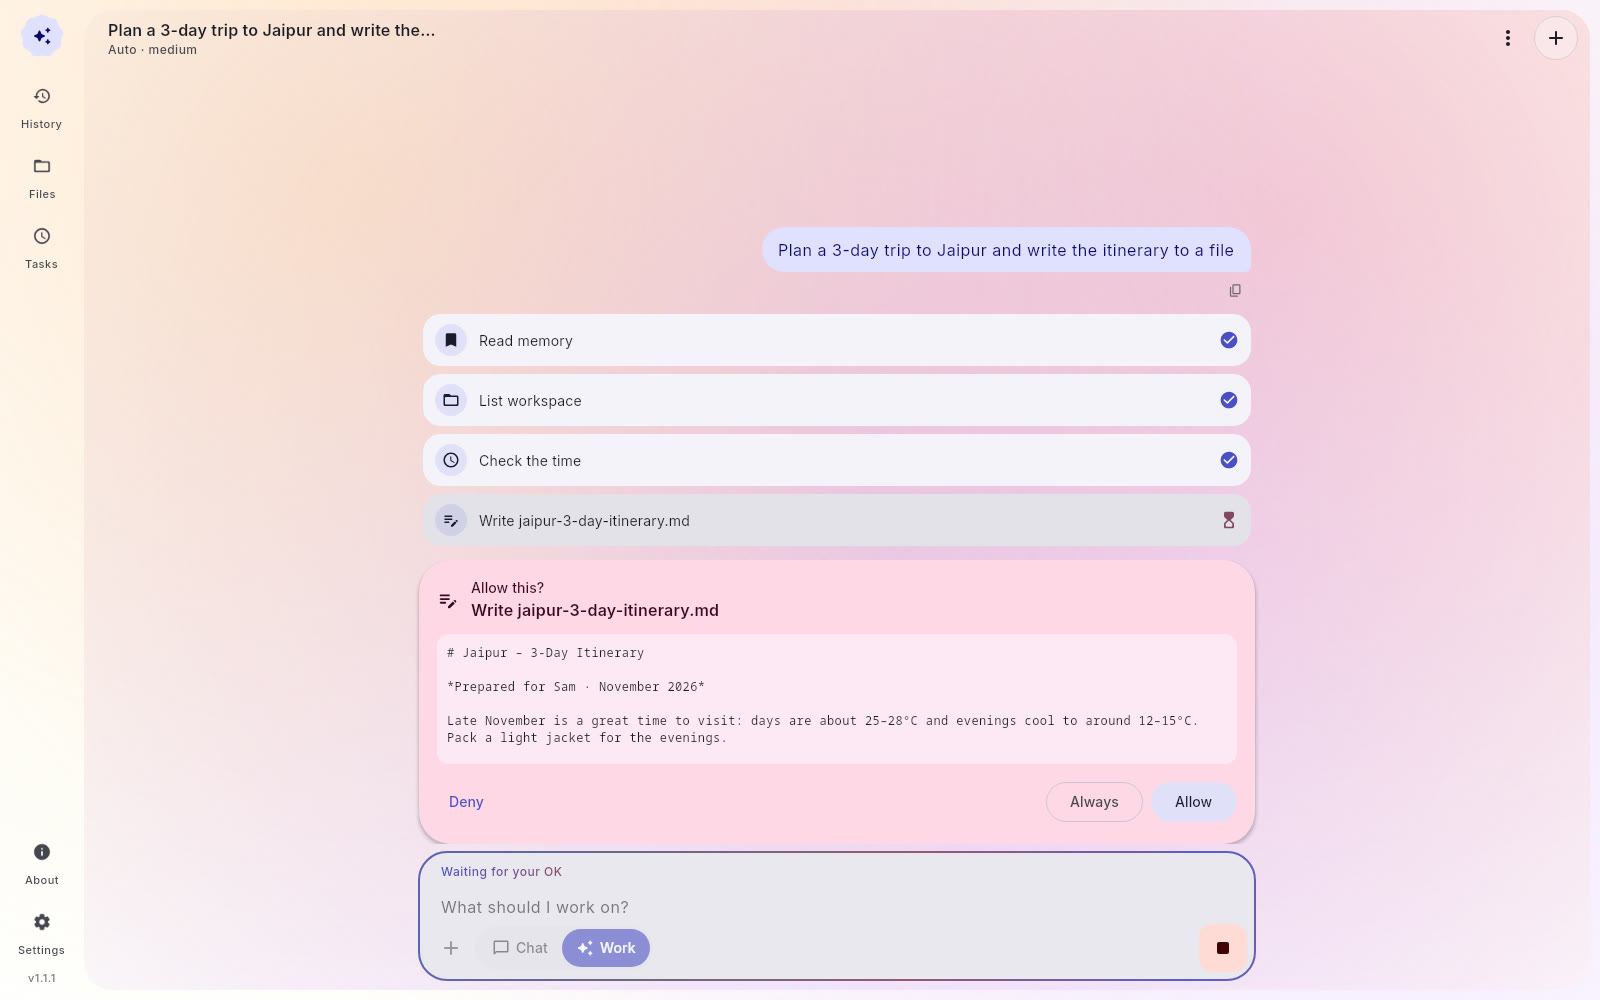 Plan a 3-day trip to Jaipur and write the...
Auto · medium
History
Files
Tasks
Plan a 3-day trip to Jaipur and write the itinerary to a file
Read memory
List workspace
Check the time
Write jaipur-3-day-itinerary.md
Allow this?
Write jaipur-3-day-itinerary.md
# Jaipur – 3-Day Itinerary
*Prepared for Sam · November 2026*
Late November is a great time to visit: days are about 25–28°C and evenings cool to around 12–15°C.
Pack a light jacket for the evenings.
Deny
Always
Allow
Waiting for your OK
What should I work on?
Chat
Work
About
Settings
v1.1.1